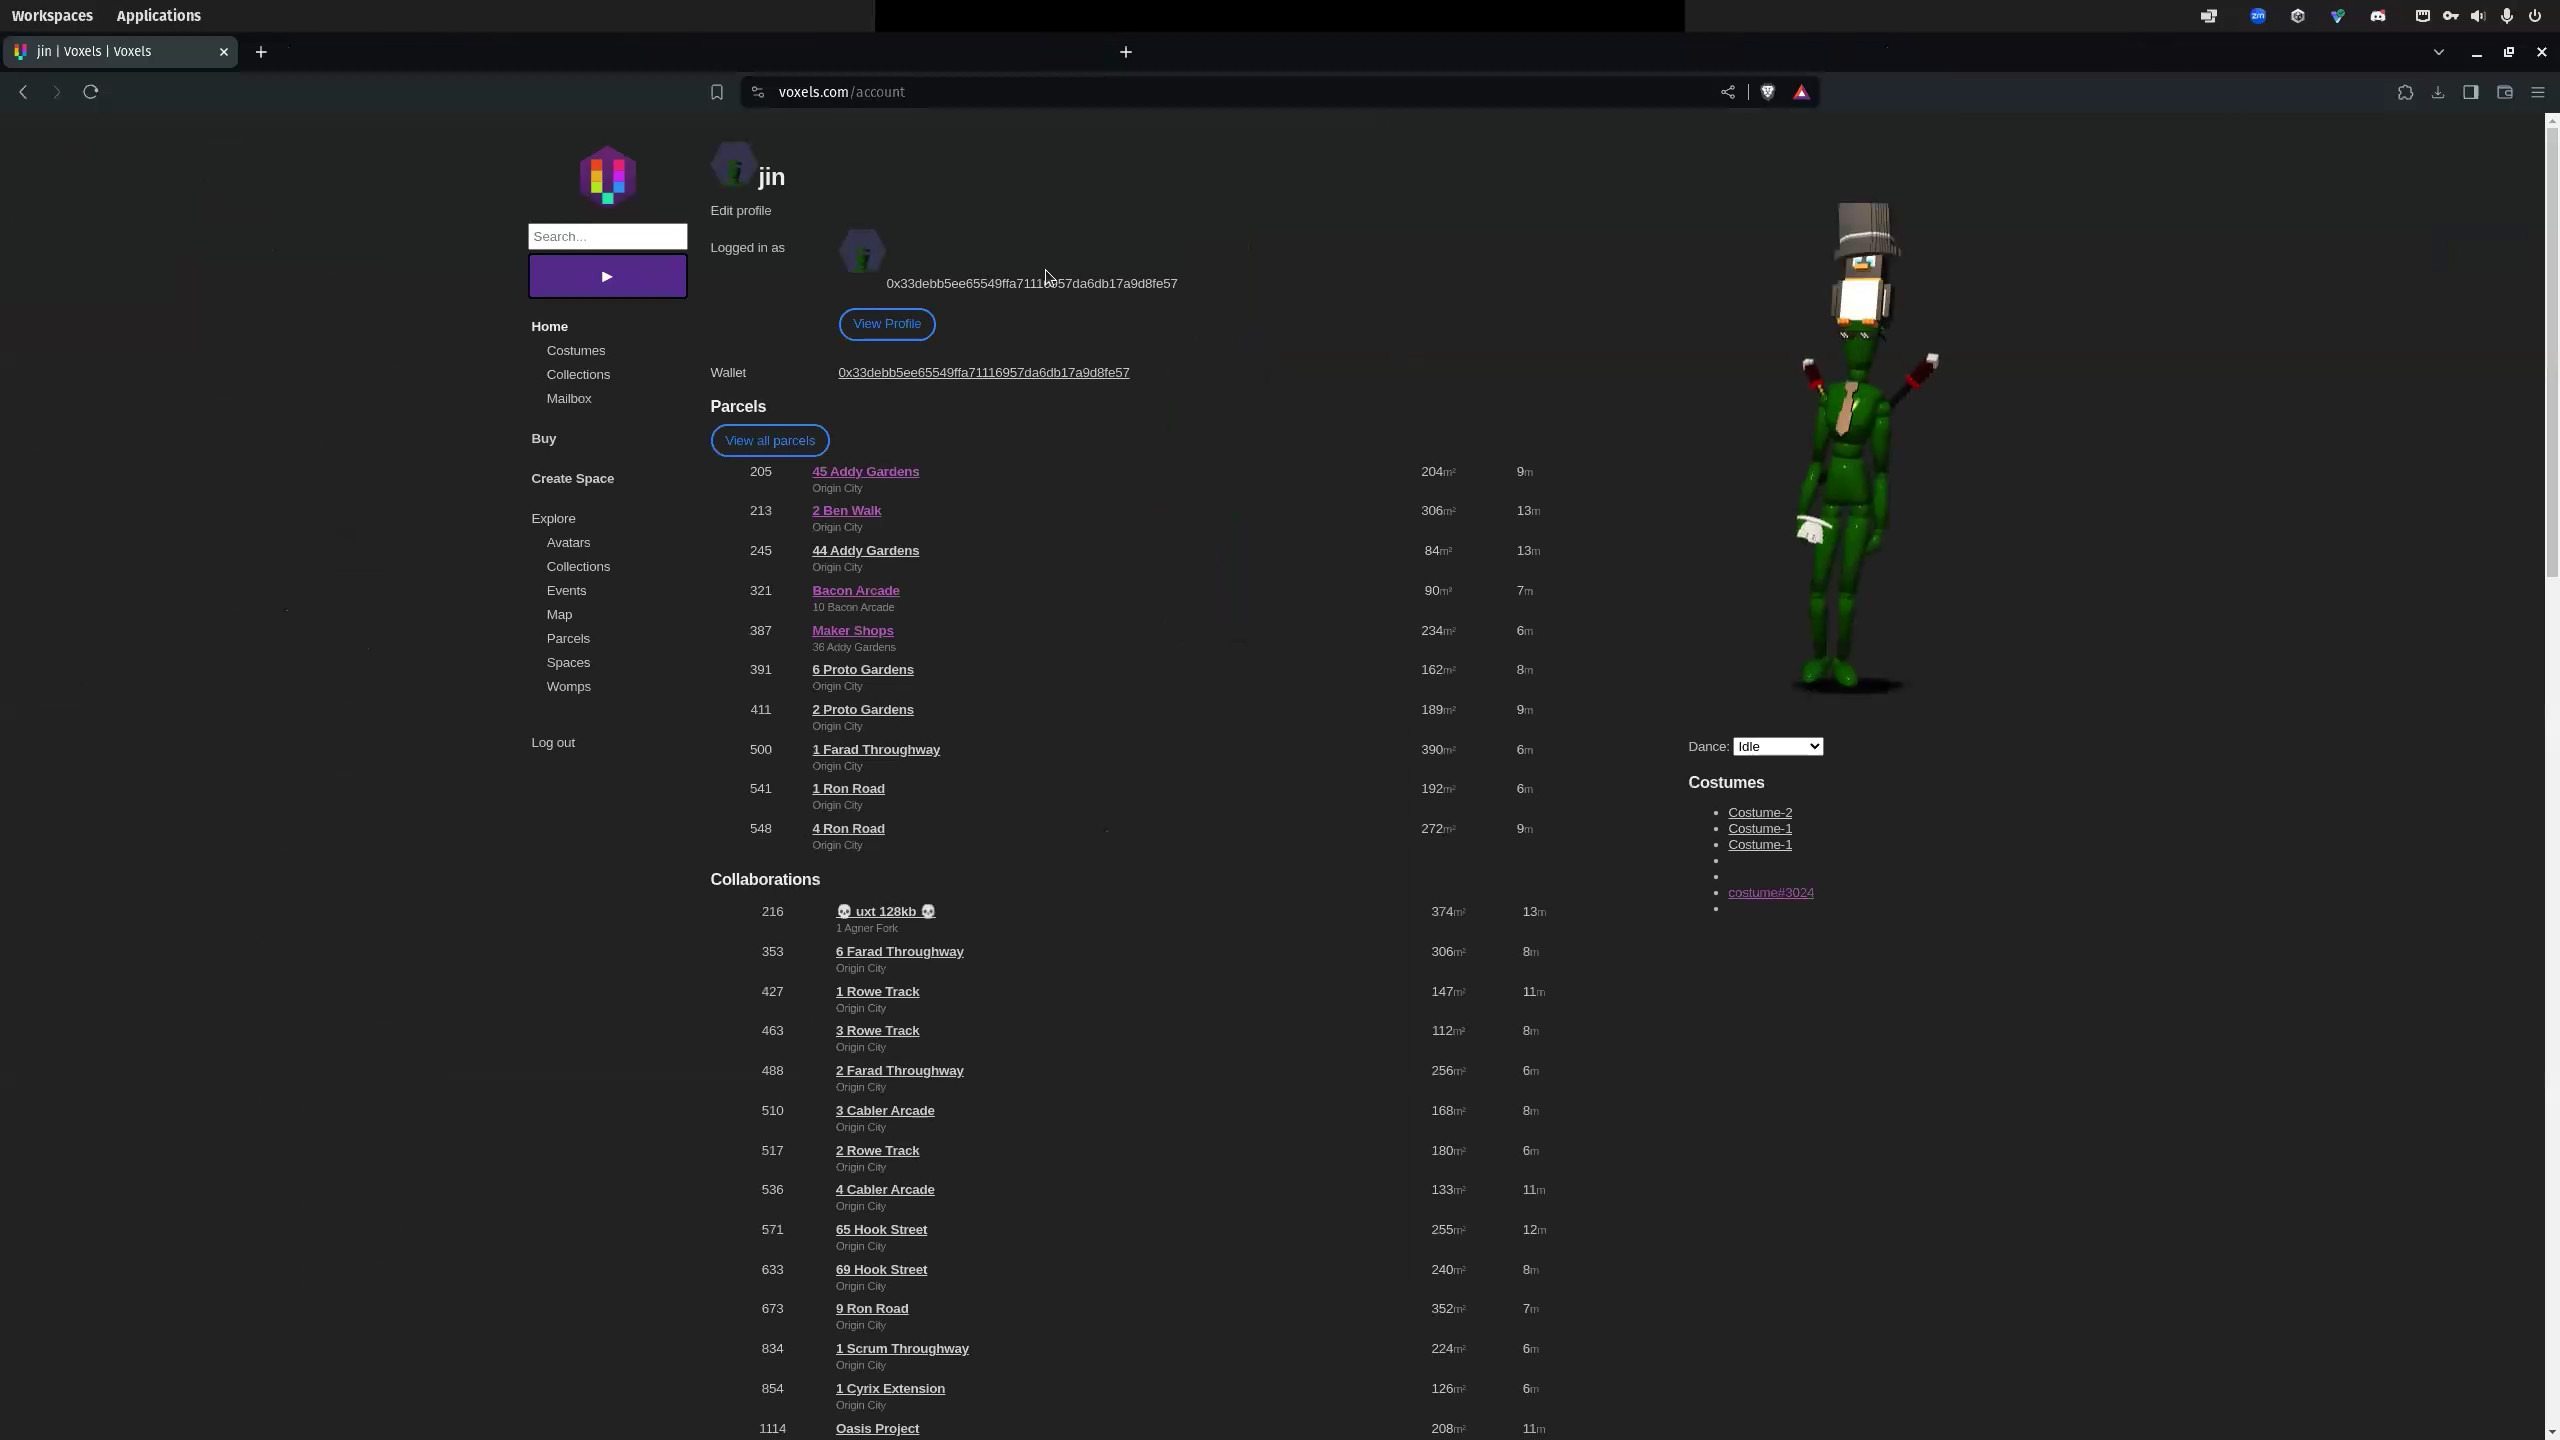 Workspaces Applications
jin | Voxels | Voxels
voxels.com/account
jin
Edit profile
Logged in as
0x33debb5ee65549ffa71116957da6db17a9d8fe57
View Profile
Wallet 0x33debb5ee65549ffa71116957da6db17a9d8fe57
Search...
Home
Costumes
Collections
Mailbox
Buy
Create Space
Explore
Avatars
Collections
Events
Map
Parcels
Spaces
Womps
Log out
Parcels
View all parcels
205 45 Addy Gardens 204m² 9m
Origin City
213 2 Ben Walk 306m² 13m
Origin City
245 44 Addy Gardens 84m² 13m
Origin City
321 Bacon Arcade 90m² 7m
10 Bacon Arcade
387 Maker Shops 234m² 6m
36 Addy Gardens
391 6 Proto Gardens 162m² 8m
Origin City
411 2 Proto Gardens 189m² 9m
Origin City
500 1 Farad Throughway 390m² 6m
Origin City
541 1 Ron Road 192m² 6m
Origin City
548 4 Ron Road 272m² 9m
Origin City
Collaborations
216 💀 uxt 128kb 💀 374m² 13m
1 Agner Fork
353 6 Farad Throughway 306m² 8m
Origin City
427 1 Rowe Track 147m² 11m
Origin City
463 3 Rowe Track 112m² 8m
Origin City
488 2 Farad Throughway 256m² 6m
Origin City
510 3 Cabler Arcade 168m² 8m
Origin City
517 2 Rowe Track 180m² 6m
Origin City
536 4 Cabler Arcade 133m² 11m
Origin City
571 65 Hook Street 255m² 12m
Origin City
633 69 Hook Street 240m² 8m
Origin City
673 9 Ron Road 352m² 7m
Origin City
834 1 Scrum Throughway 224m² 6m
Origin City
854 1 Cyrix Extension 126m² 6m
Origin City
1114 Oasis Project 208m² 11m
Dance: Idle
Costumes
Costume-2
Costume-1
Costume-1
costume#3024